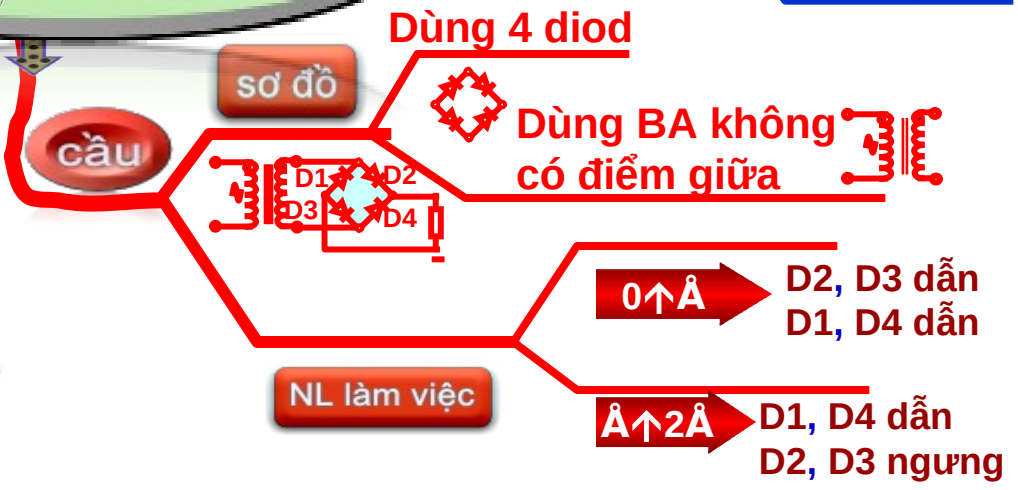 Dùng 4 diod
sơ đồ
cầu
Dùng BA không
có điểm giữa
D1
D2
D3
D4
0↑Å
D2, D3 dẫn
D1, D4 dẫn
NL làm việc
Å↑2Å
D1, D4 dẫn
D2, D3 ngưng